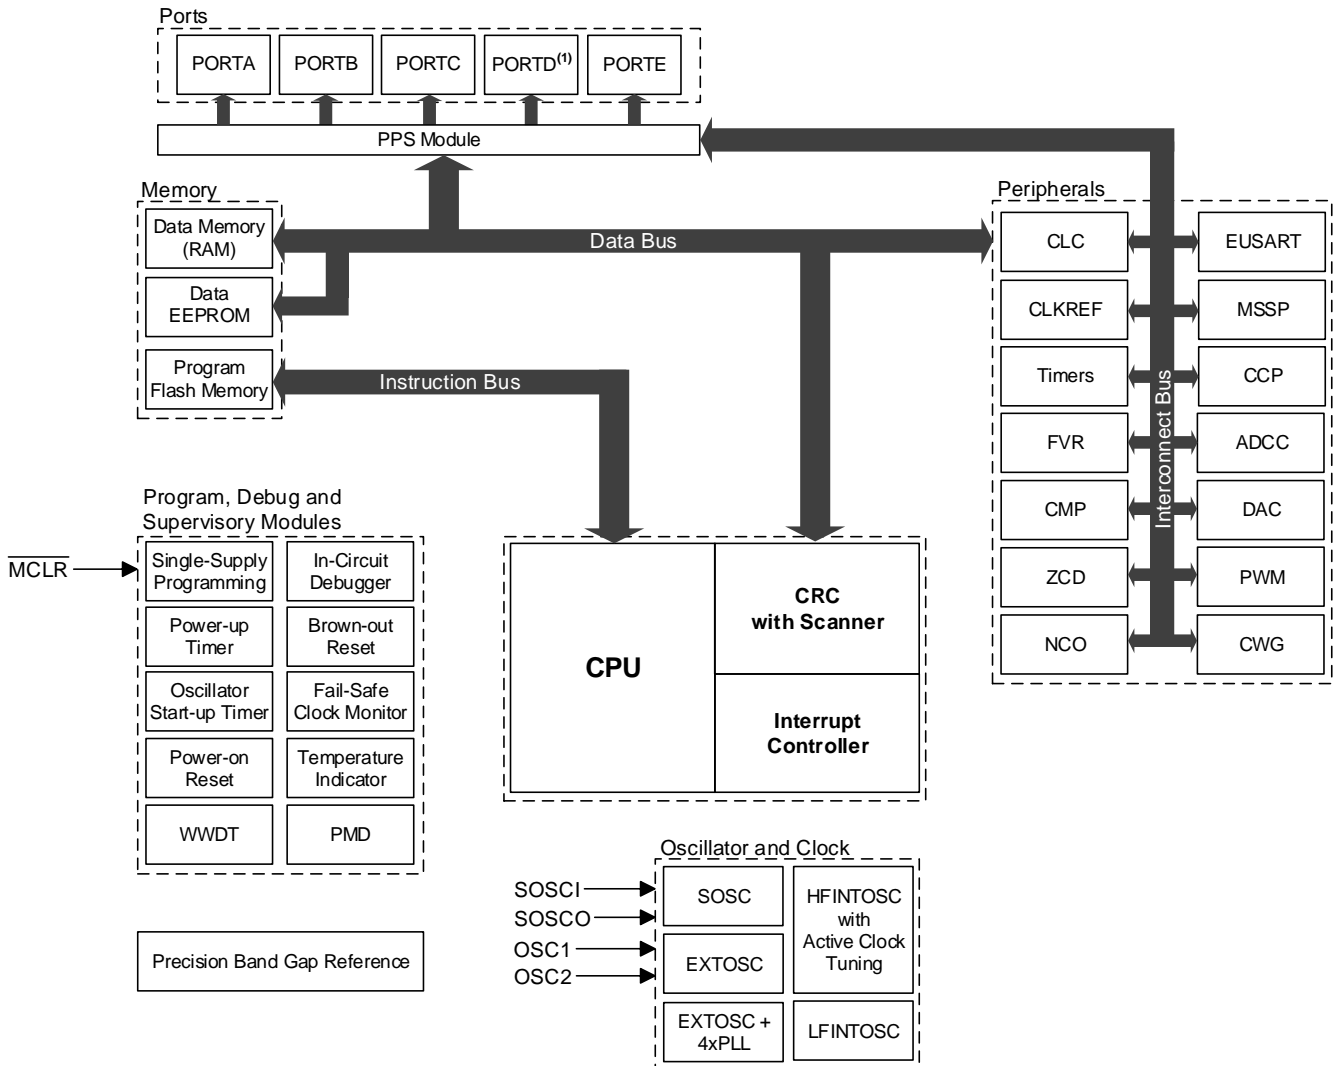 Ports
PORTA
PORTB
PORTC
PORTD(1)
PORTE
PPS Module
Memory
Data Memory
(RAM)
Data
EEPROM
Program
Flash Memory
Data Bus
Instruction Bus
Peripherals
CLC
EUSART
CLKREF
MSSP
Timers
CCP
FVR
ADCC
CMP
DAC
ZCD
PWM
NCO
CWG
Interconnect Bus
Program, Debug and
Supervisory Modules
MCLR
Single-Supply
Programming
In-Circuit
Debugger
Power-up
Timer
Brown-out
Reset
Oscillator
Start-up Timer
Fail-Safe
Clock Monitor
Power-on
Reset
Temperature
Indicator
WWDT
PMD
CPU
CRC
with Scanner
Interrupt
Controller
Precision Band Gap Reference
Oscillator and Clock
SOSCI
SOSCO
OSC1
OSC2
SOSC
HFINTOSC
with
Active Clock
Tuning
EXTOSC
EXTOSC +
4xPLL
LFINTOSC